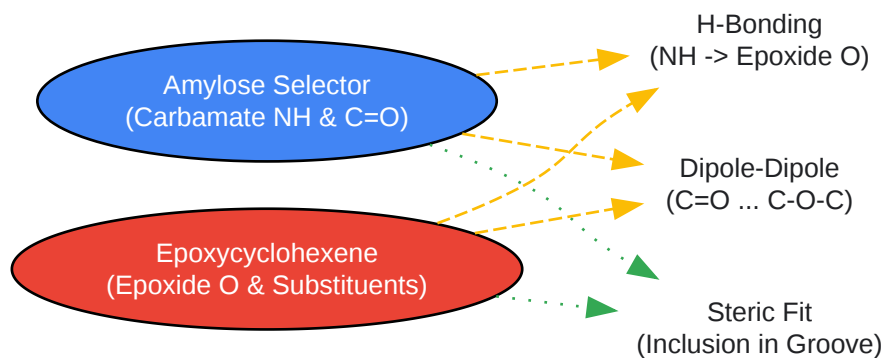 H-Bonding
(NH -> Epoxide O)
Amylose Selector
(Carbamate NH & C=O)
Dipole-Dipole
(C=O ... C-O-C)
Epoxycyclohexene
(Epoxide O & Substituents)
Steric Fit
(Inclusion in Groove)